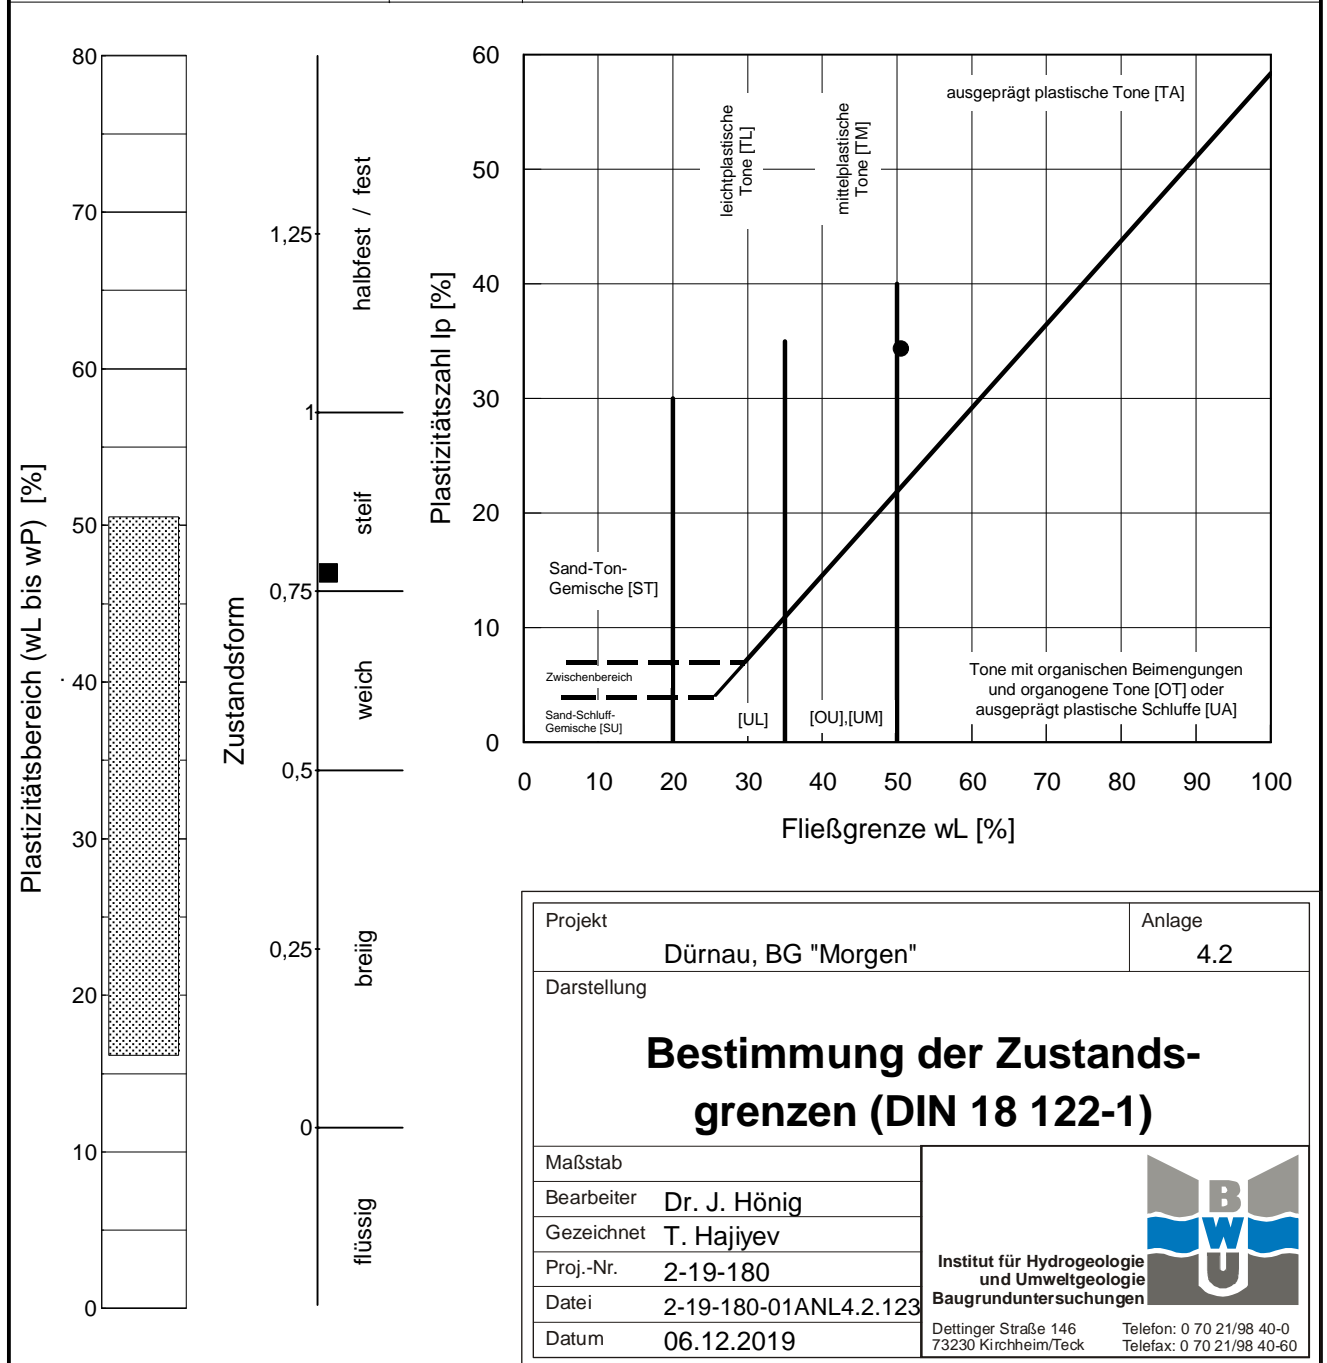 Plastizitätsbereich (wL bis wP) [%]
80
70
60
50
40
30
20
10
0
Zustandsform
1,25
1
0,75
0,5
0,25
0
halbfest / fest
steif
weich
breiig
flüssig
Plastizitätszahl Ip [%]
60
50
40
30
20
10
0
leichtplastische
Tone [TL]
mittelplastische
Tone [TM]
ausgeprägt plastische Tone [TA]
Sand-Ton-
Gemische [ST]
Zwischenbereich
Sand-Schluff-
Gemische [SU]
[UL]
[OU],[UM]
Tone mit organischen Beimengungen
und organogene Tone [OT] oder
ausgeprägt plastische Schluffe [UA]
0 10 20 30 40 50 60 70 80 90 100
Fließgrenze wL [%]
Projekt
Dürnau, BG "Morgen"
Anlage
4.2
Darstellung
Bestimmung der Zustands-
grenzen (DIN 18 122-1)
Maßstab
Bearbeiter Dr. J. Hönig
Gezeichnet T. Hajiyev
Proj.-Nr. 2-19-180
Datei 2-19-180-01ANL4.2.123
Datum 06.12.2019
BWU
Institut für Hydrogeologie
und Umweltgeologie
Baugrunduntersuchungen
Dettinger Straße 146 Telefon: 0 70 21/98 40-0
73230 Kirchheim/Teck Telefax: 0 70 21/98 40-60